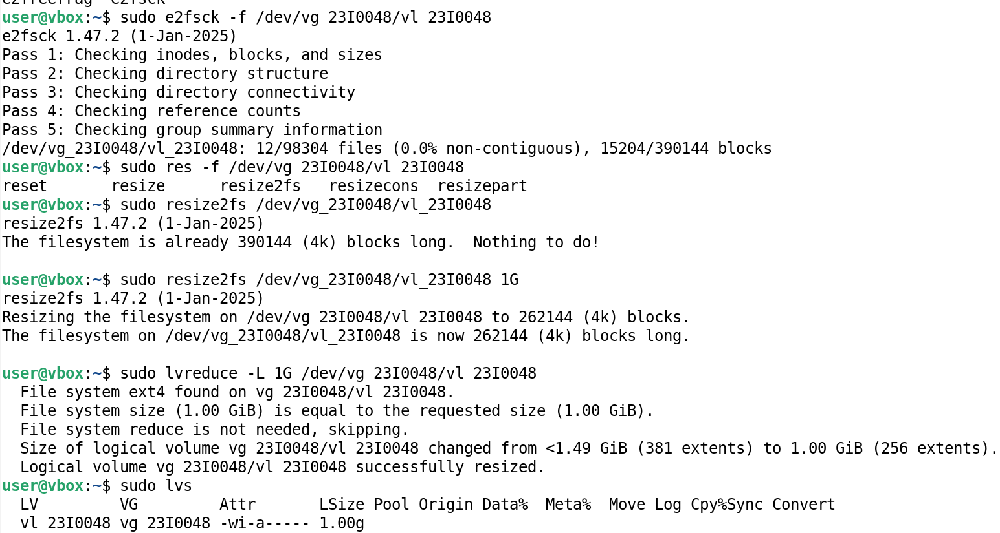 e2freefrag  e2fsck
user@vbox:~$ sudo e2fsck -f /dev/vg_23I0048/vl_23I0048
e2fsck 1.47.2 (1-Jan-2025)
Pass 1: Checking inodes, blocks, and sizes
Pass 2: Checking directory structure
Pass 3: Checking directory connectivity
Pass 4: Checking reference counts
Pass 5: Checking group summary information
/dev/vg_23I0048/vl_23I0048: 12/98304 files (0.0% non-contiguous), 15204/390144 blocks
user@vbox:~$ sudo res -f /dev/vg_23I0048/vl_23I0048
reset       resize      resize2fs   resizecons  resizepart
user@vbox:~$ sudo resize2fs /dev/vg_23I0048/vl_23I0048
resize2fs 1.47.2 (1-Jan-2025)
The filesystem is already 390144 (4k) blocks long.  Nothing to do!
user@vbox:~$ sudo resize2fs /dev/vg_23I0048/vl_23I0048 1G
resize2fs 1.47.2 (1-Jan-2025)
Resizing the filesystem on /dev/vg_23I0048/vl_23I0048 to 262144 (4k) blocks.
The filesystem on /dev/vg_23I0048/vl_23I0048 is now 262144 (4k) blocks long.
user@vbox:~$ sudo lvreduce -L 1G /dev/vg_23I0048/vl_23I0048
  File system ext4 found on vg_23I0048/vl_23I0048.
  File system size (1.00 GiB) is equal to the requested size (1.00 GiB).
  File system reduce is not needed, skipping.
  Size of logical volume vg_23I0048/vl_23I0048 changed from <1.49 GiB (381 extents) to 1.00 GiB (256 extents).
  Logical volume vg_23I0048/vl_23I0048 successfully resized.
user@vbox:~$ sudo lvs
  LV         VG        Attr       LSize Pool Origin Data%  Meta%  Move Log Cpy%Sync Convert
  vl_23I0048 vg_23I0048 -wi-a----- 1.00g